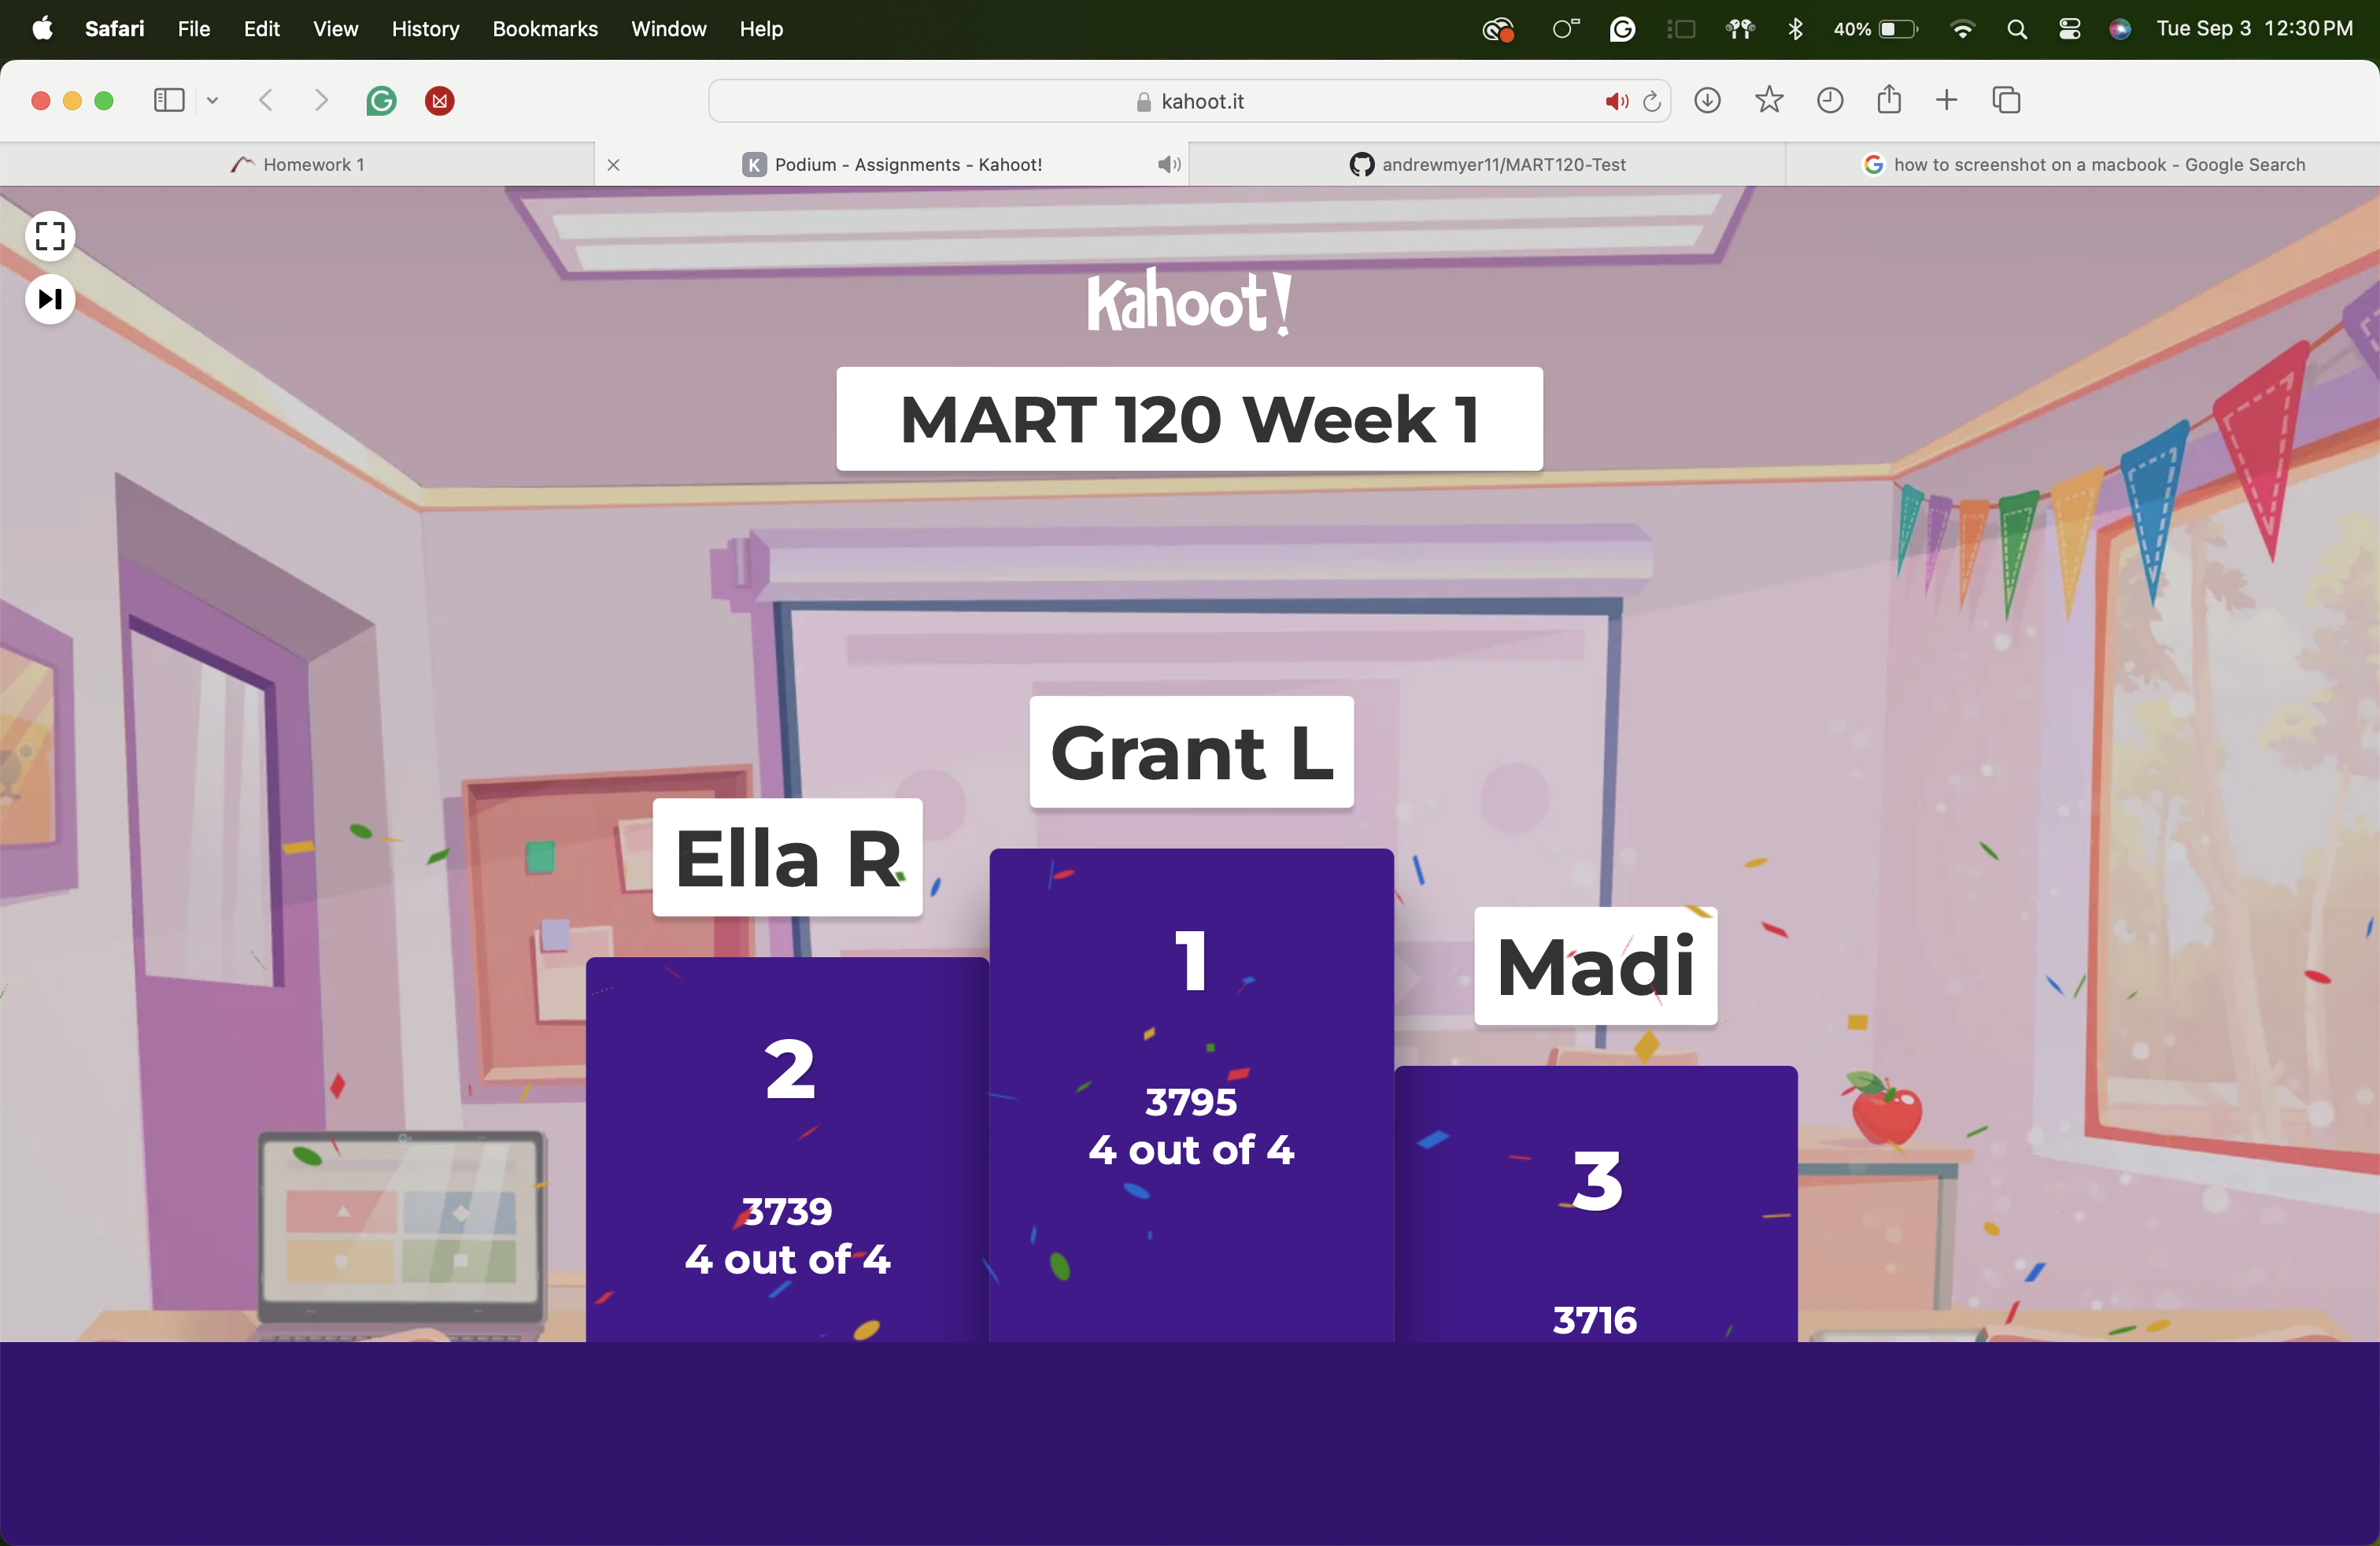 Safari File Edit View History Bookmarks Window Help 40% Tue Sep 3 12:30 PM
kahoot.it
Homework 1
K Podium - Assignments - Kahoot!
andrewmyer11/MART120-Test
how to screenshot on a macbook - Google Search
Kahoot!
MART 120 Week 1
Grant L
Ella R
Madi
1
3795
4 out of 4
2
3739
4 out of 4
3
3716